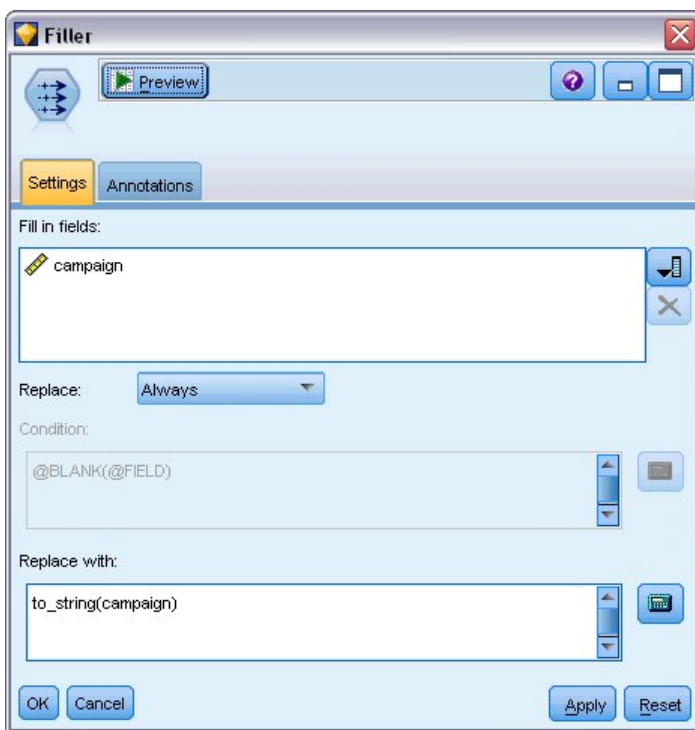 Filler
Preview
Settings Annotations
Fill in fields:
campaign
Replace: Always
Condition:
@BLANK(@FIELD)
Replace with:
to_string(campaign)
OK Cancel Apply Reset